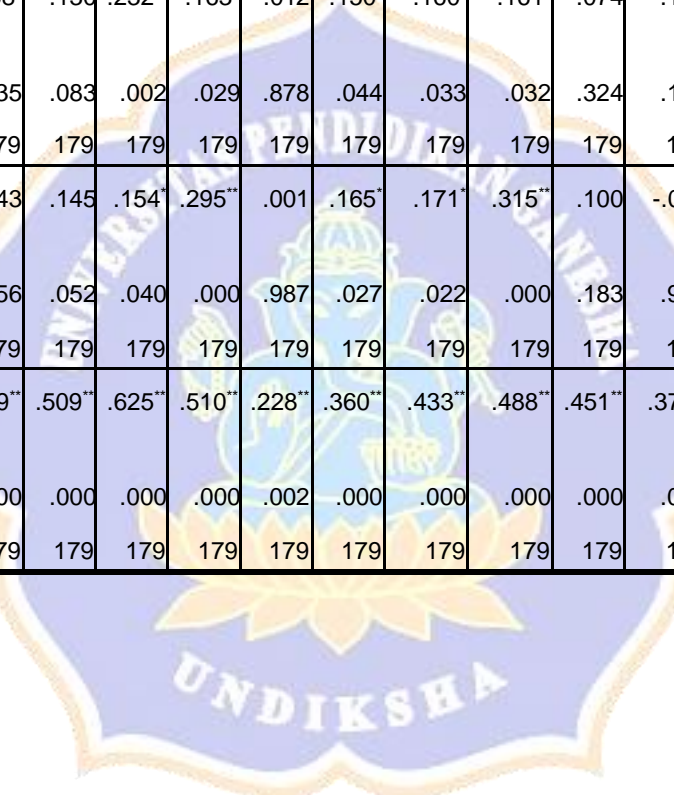 .083 .002 .029 .878 .044 .033 .032 .324
179 179 179 179 179 179 179 179
.145 .154* .295** .001 .165* .171* .315** .100
.052 .040 .000 .987 .027 .022 .000 .183
179 179 179 179 179 179 179 179
.509** .625** .510** .228** .360** .433** .488** .451**
.000 .000 .000 .002 .000 .000 .000 .000
179 179 179 179 179 179 179 179
UNIVERSITAS PENDIDIKAN GANESHA
UNDIKSHA